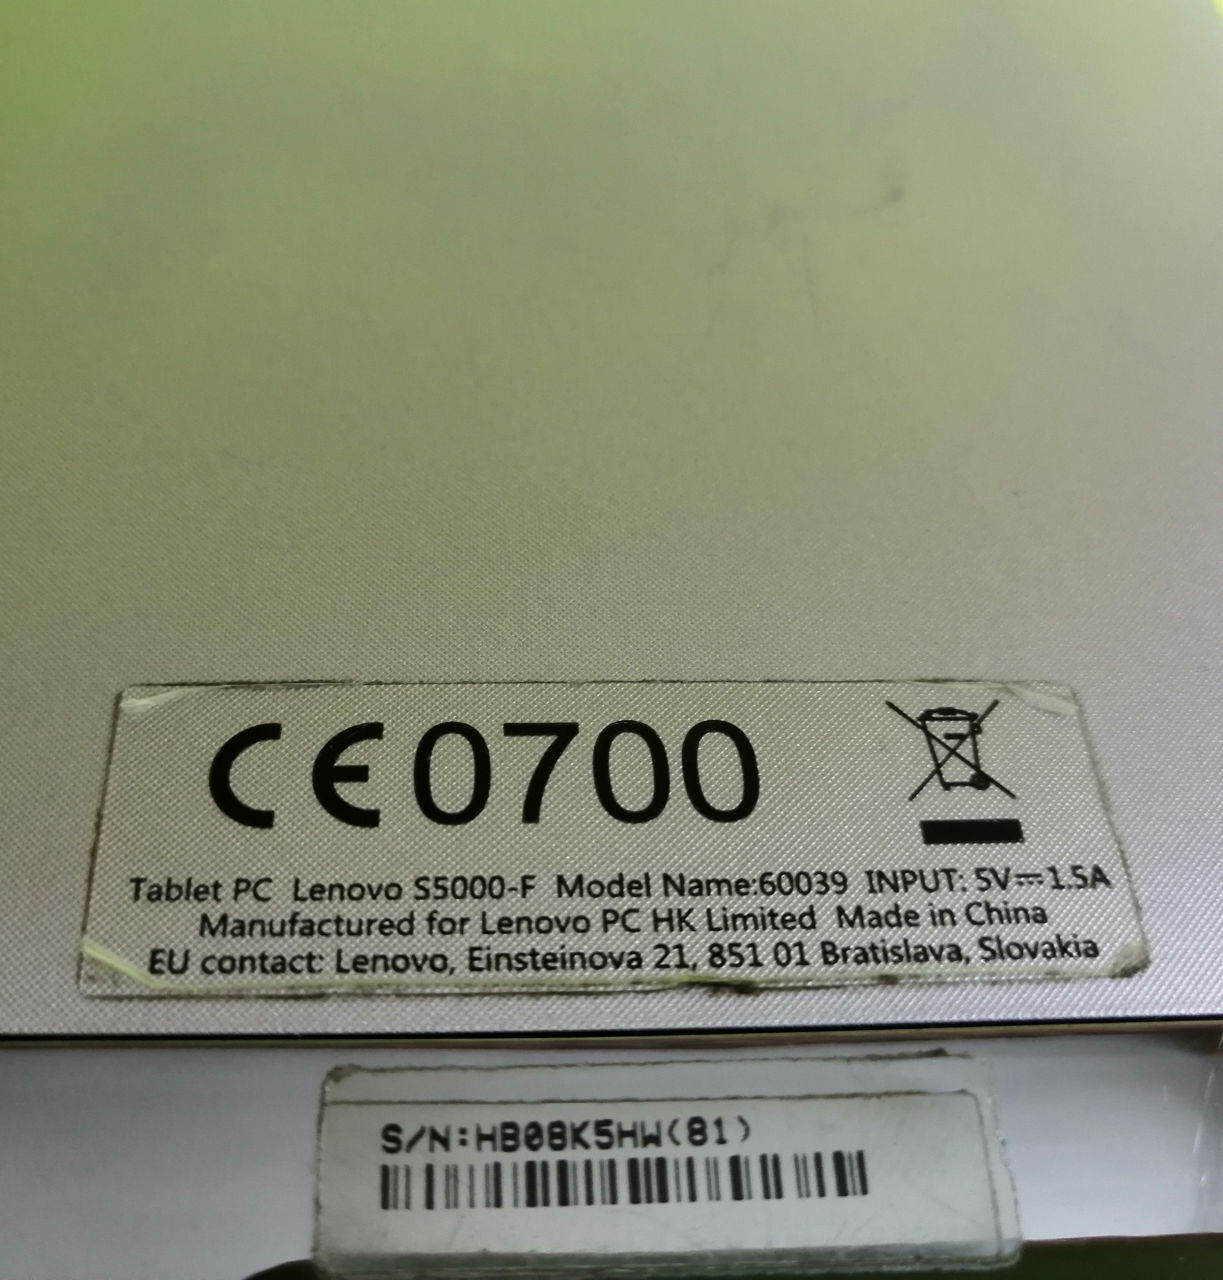 CE0700
Tablet PC Lenovo S5000-F Model Name:60039 INPUT: 5V⎓1.5A
Manufactured for Lenovo PC HK Limited Made in China
EU contact: Lenovo, Einsteinova 21, 851 01 Bratislava, Slovakia
S/N:HB08K5HW(81)